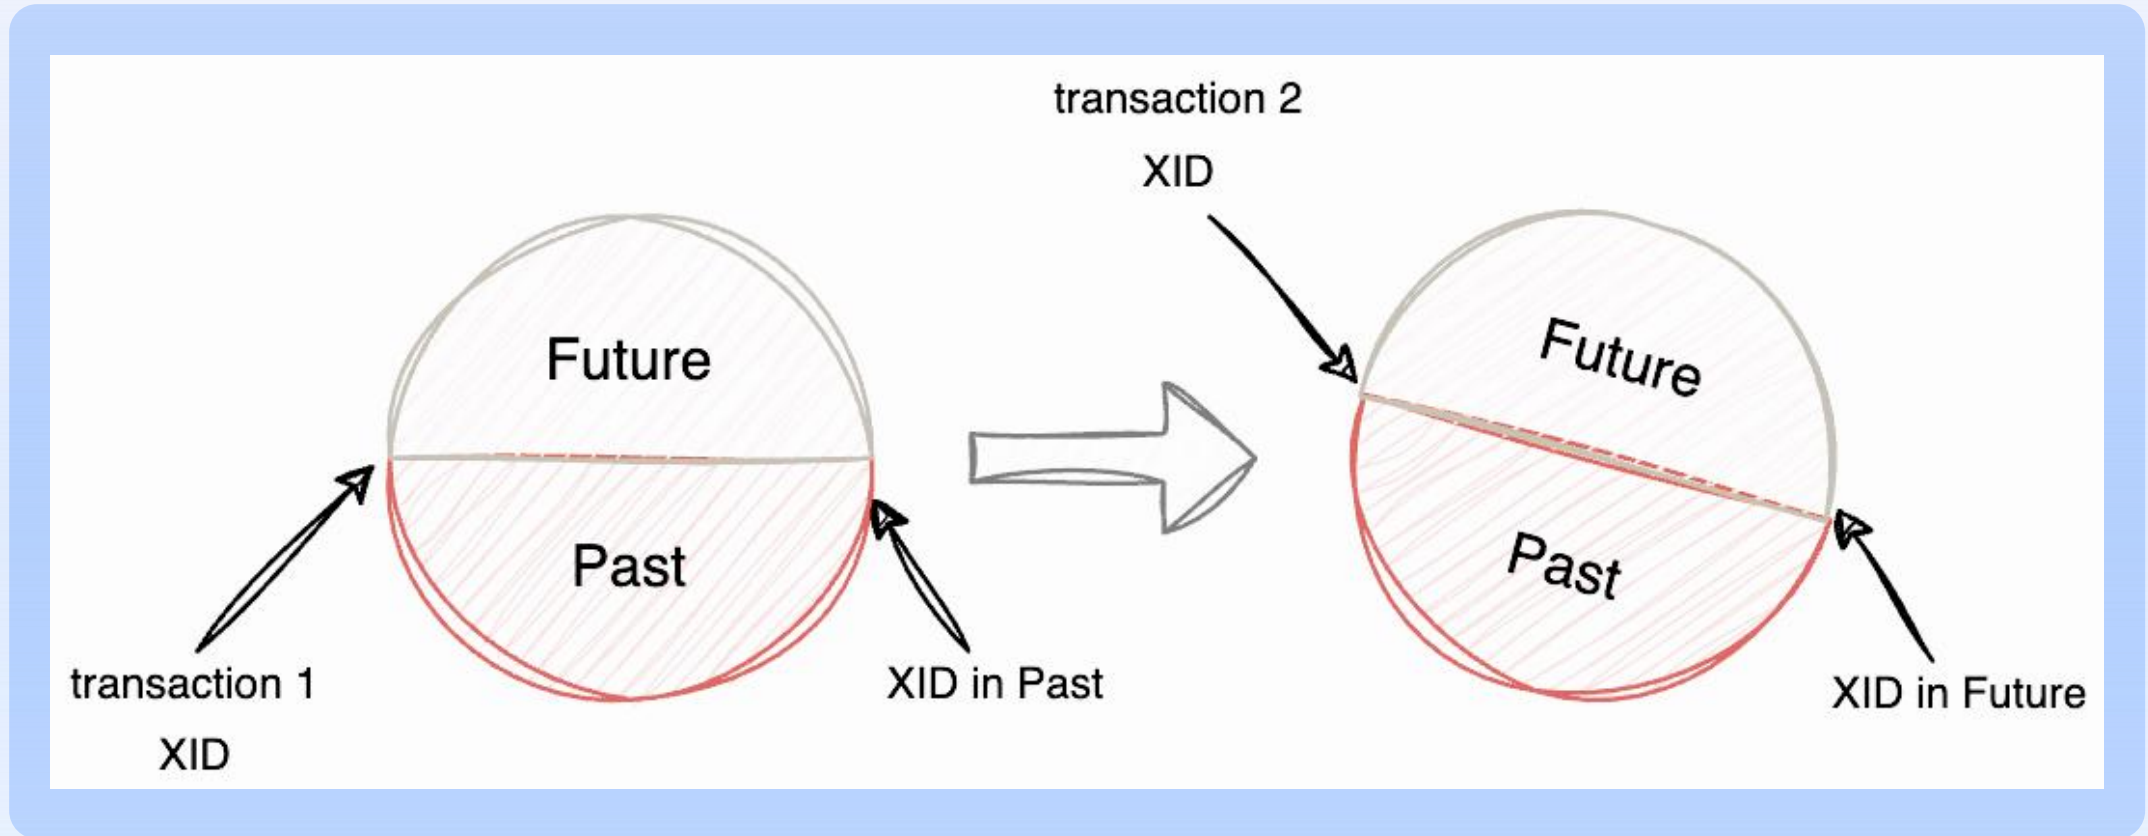 transaction 2
XID
Future
Past
transaction 1
XID
XID in Past
Future
Past
XID in Future